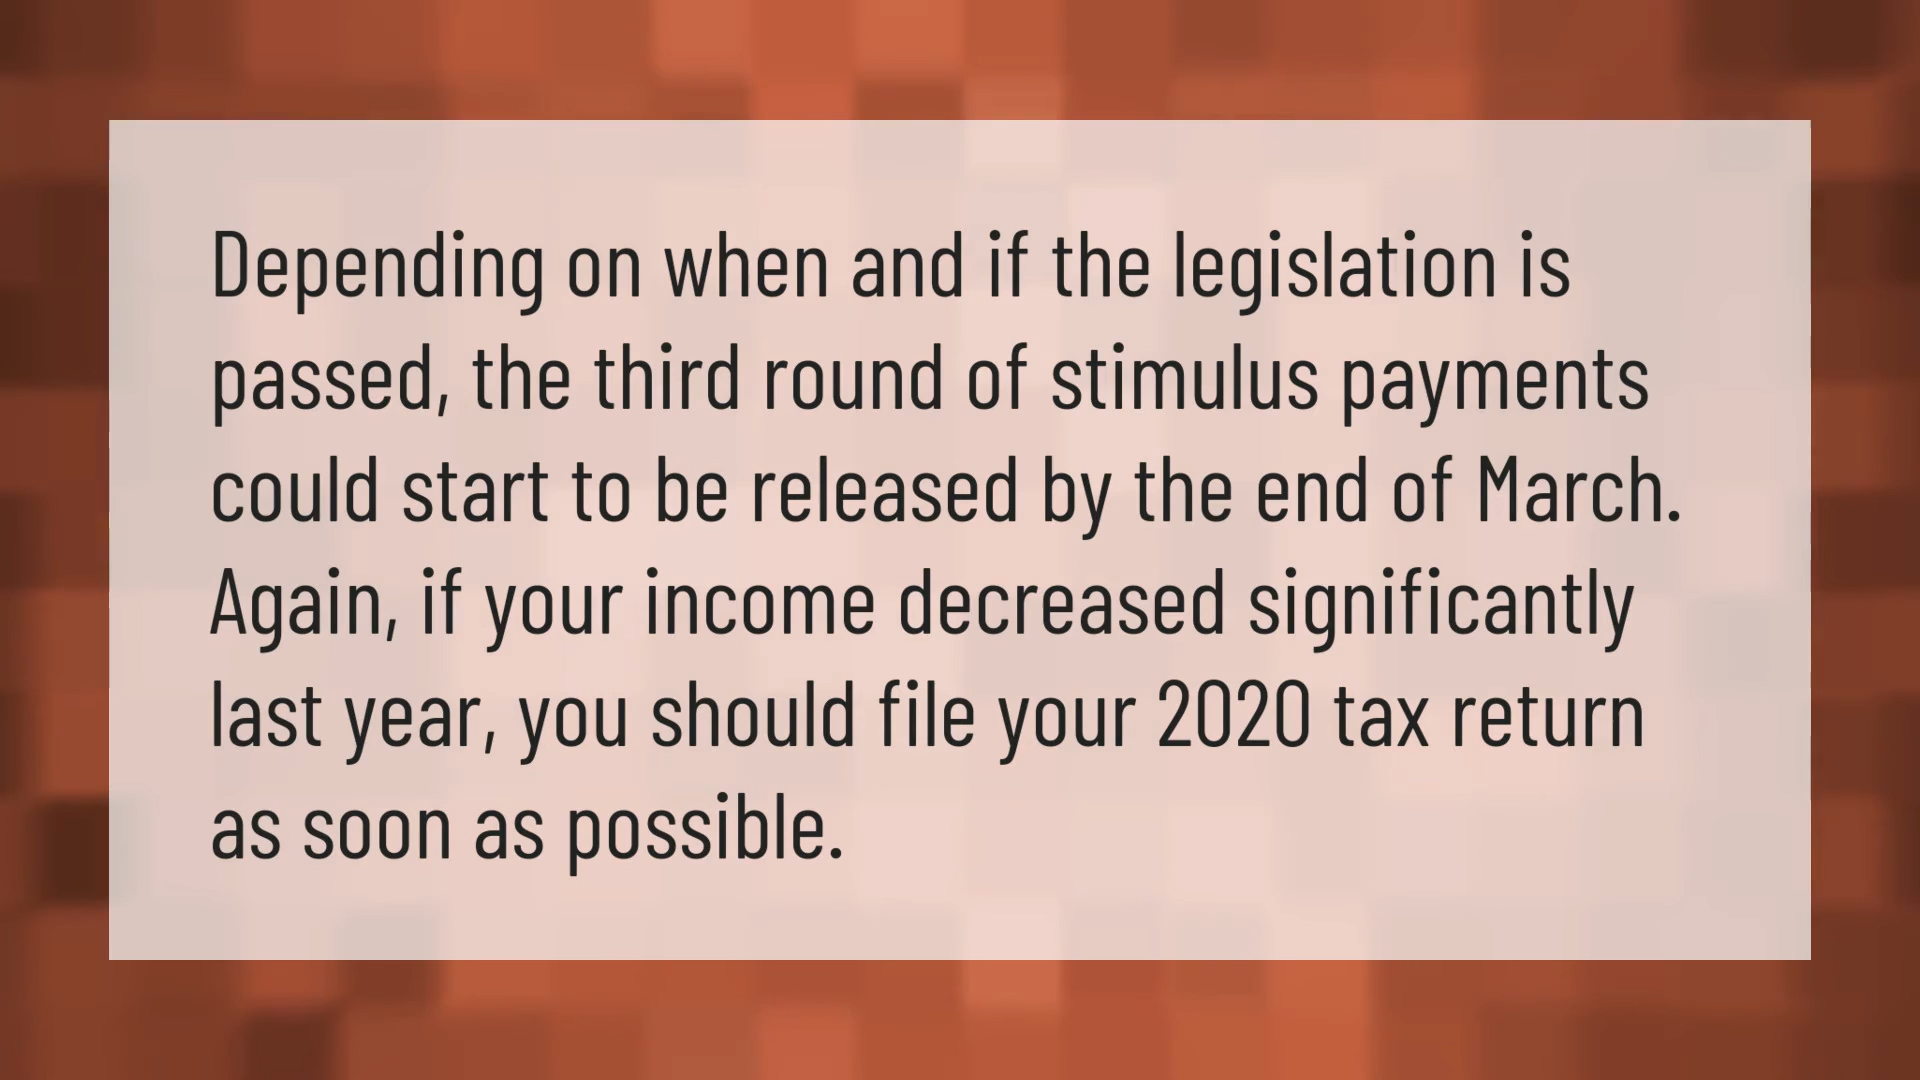 Depending on when and if the legislation is
passed, the third round of stimulus payments
could start to be released by the end of March.
Again, if your income decreased significantly
last year, you should file your 2020 tax return
as soon as possible.